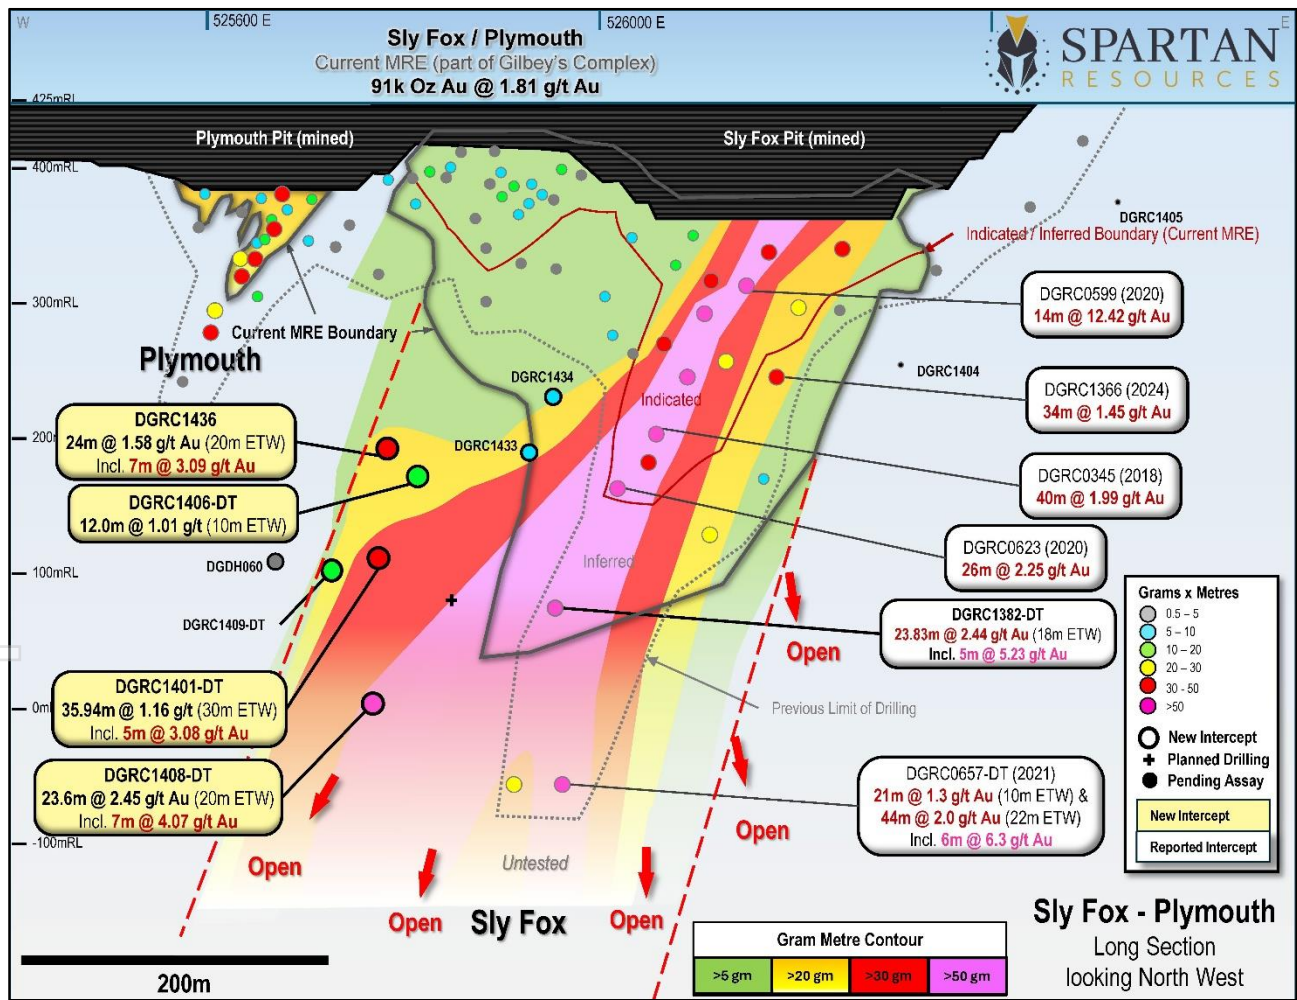 W
525600 E
526000 E
E
Sly Fox / Plymouth
Current MRE (part of Gilbey's Complex)
91k Oz Au @ 1.81 g/t Au
SPARTAN
RESOURCES
425mRL
Plymouth Pit (mined)
Sly Fox Pit (mined)
400mRL
DGRC1405
Indicated / Inferred Boundary (Current MRE)
DGRC0599 (2020)
14m @ 12.42 g/t Au
300mRL
Current MRE Boundary
Plymouth
DGRC1434
DGRC1404
DGRC1366 (2024)
34m @ 1.45 g/t Au
Indicated
DGRC1436
24m @ 1.58 g/t Au (20m ETW)
Incl. 7m @ 3.09 g/t Au
200
DGRC1433
DGRC0345 (2018)
40m @ 1.99 g/t Au
DGRC1406-DT
12.0m @ 1.01 g/t (10m ETW)
DGRC0623 (2020)
26m @ 2.25 g/t Au
Inferred
DGDH060
100mRL
DGRC1409-DT
DGRC1382-DT
23.83m @ 2.44 g/t Au (18m ETW)
Incl. 5m @ 5.23 g/t Au
Open
Grams x Metres
0.5 – 5
5 – 10
10 – 20
20 – 30
30 - 50
>50
New Intercept
Planned Drilling
Pending Assay
New Intercept
Reported Intercept
DGRC1401-DT
35.94m @ 1.16 g/t (30m ETW)
Incl. 5m @ 3.08 g/t Au
0m
Previous Limit of Drilling
DGRC1408-DT
23.6m @ 2.45 g/t Au (20m ETW)
Incl. 7m @ 4.07 g/t Au
DGRC0657-DT (2021)
21m @ 1.3 g/t Au (10m ETW) &
44m @ 2.0 g/t Au (22m ETW)
Incl. 6m @ 6.3 g/t Au
Open
-100mRL
Open
Untested
Open
Sly Fox
Open
Sly Fox - Plymouth
Long Section
looking North West
200m
Gram Metre Contour
>5 gm
>20 gm
>30 gm
>50 gm